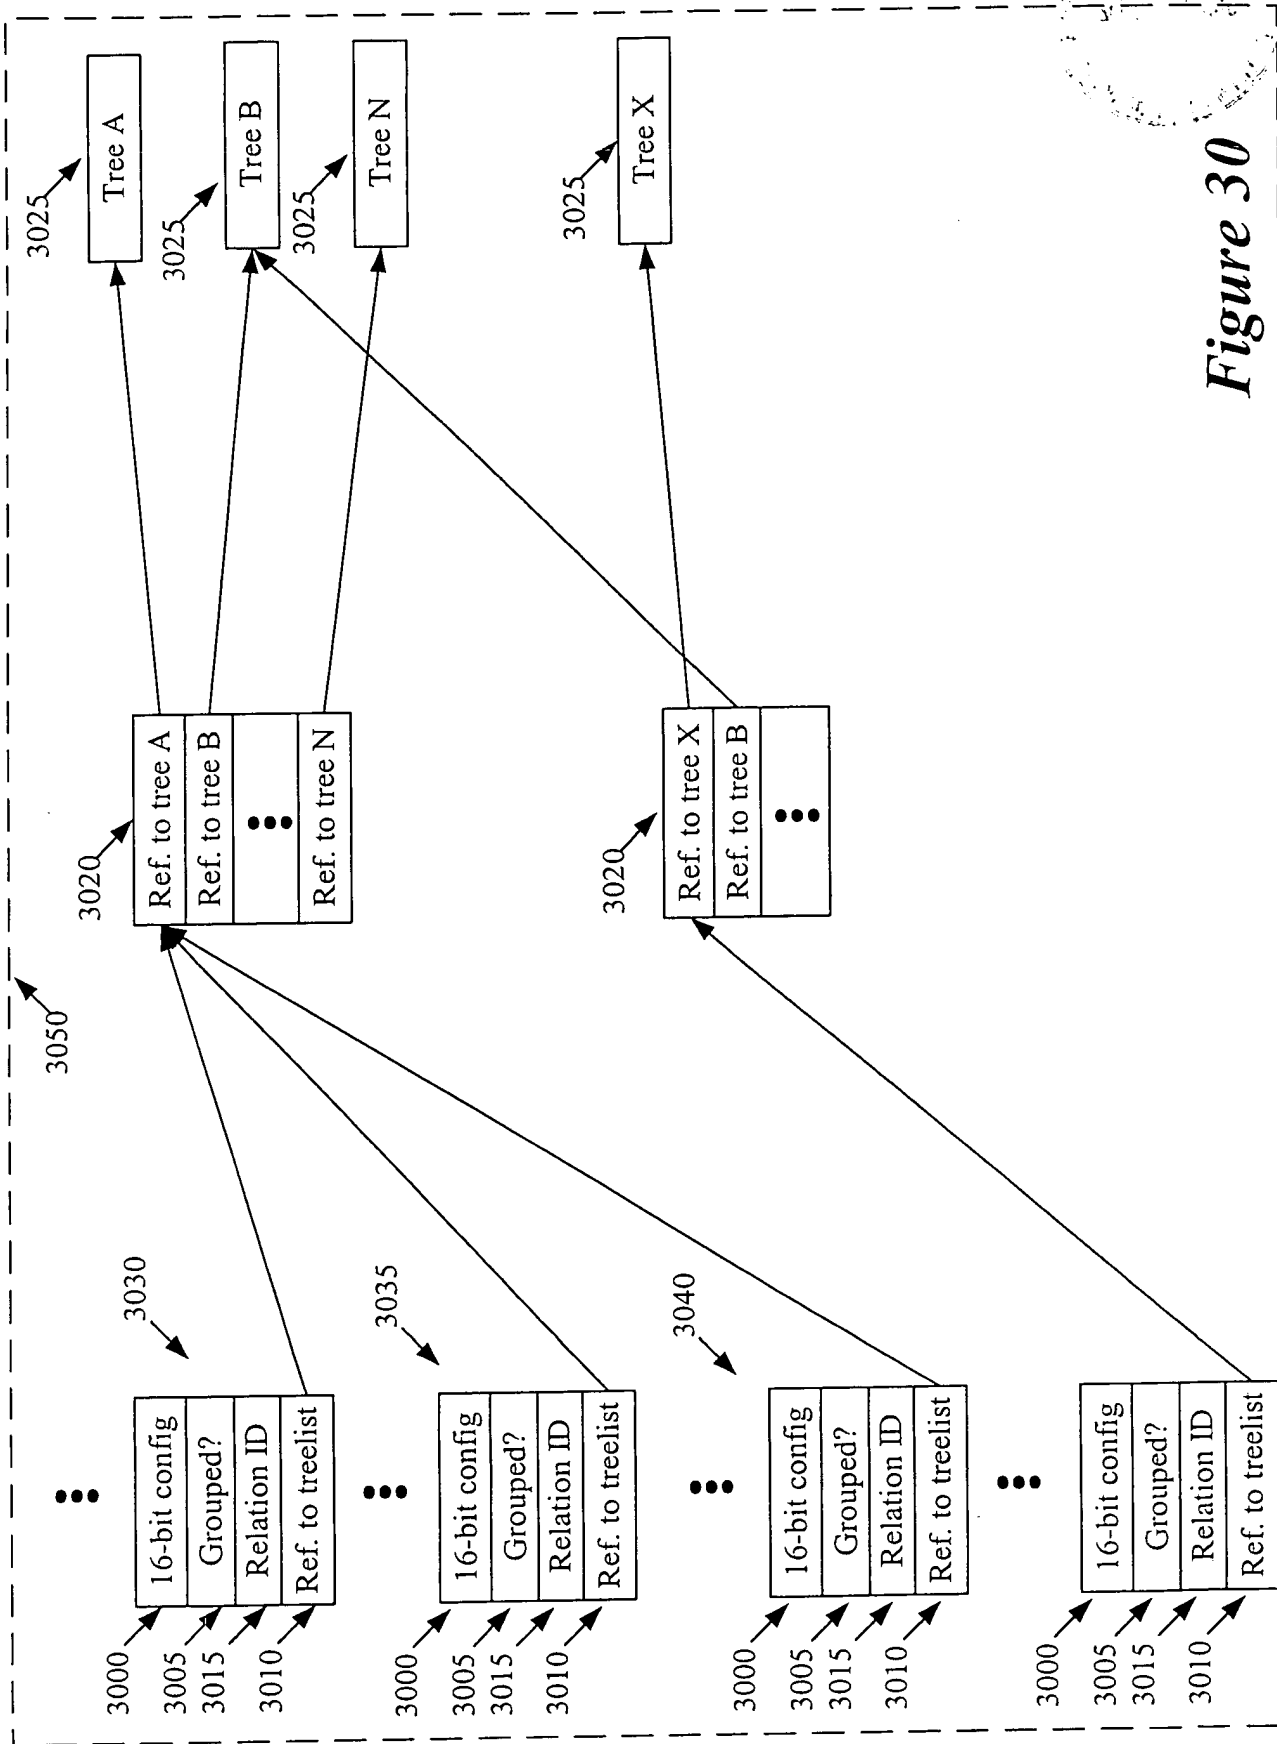 3050
3000
3005
3015
3010
16-bit config
Grouped?
Relation ID
Ref. to treelist
3030
3000
3005
3015
3010
16-bit config
Grouped?
Relation ID
Ref. to treelist
3035
3000
3005
3015
3010
16-bit config
Grouped?
Relation ID
Ref. to treelist
3040
3000
3005
3015
3010
16-bit config
Grouped?
Relation ID
Ref. to treelist
3020
Ref. to tree A
Ref. to tree B
Ref. to tree N
3020
Ref. to tree X
Ref. to tree B
3025
Tree A
3025
Tree B
3025
Tree N
3025
Tree X
Figure 30